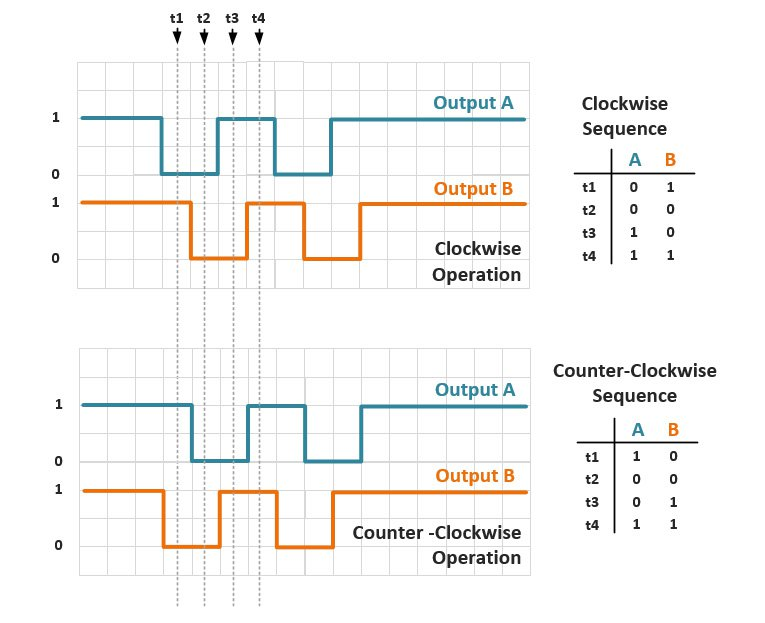 t1 t2 t3 t4
Output A
1
0
Output B
1
0
Clockwise
Operation
Clockwise
Sequence
A B
t1 0 1
t2 0 0
t3 1 0
t4 1 1
Output A
1
0
Output B
1
0
Counter -Clockwise
Operation
Counter-Clockwise
Sequence
A B
t1 1 0
t2 0 0
t3 0 1
t4 1 1